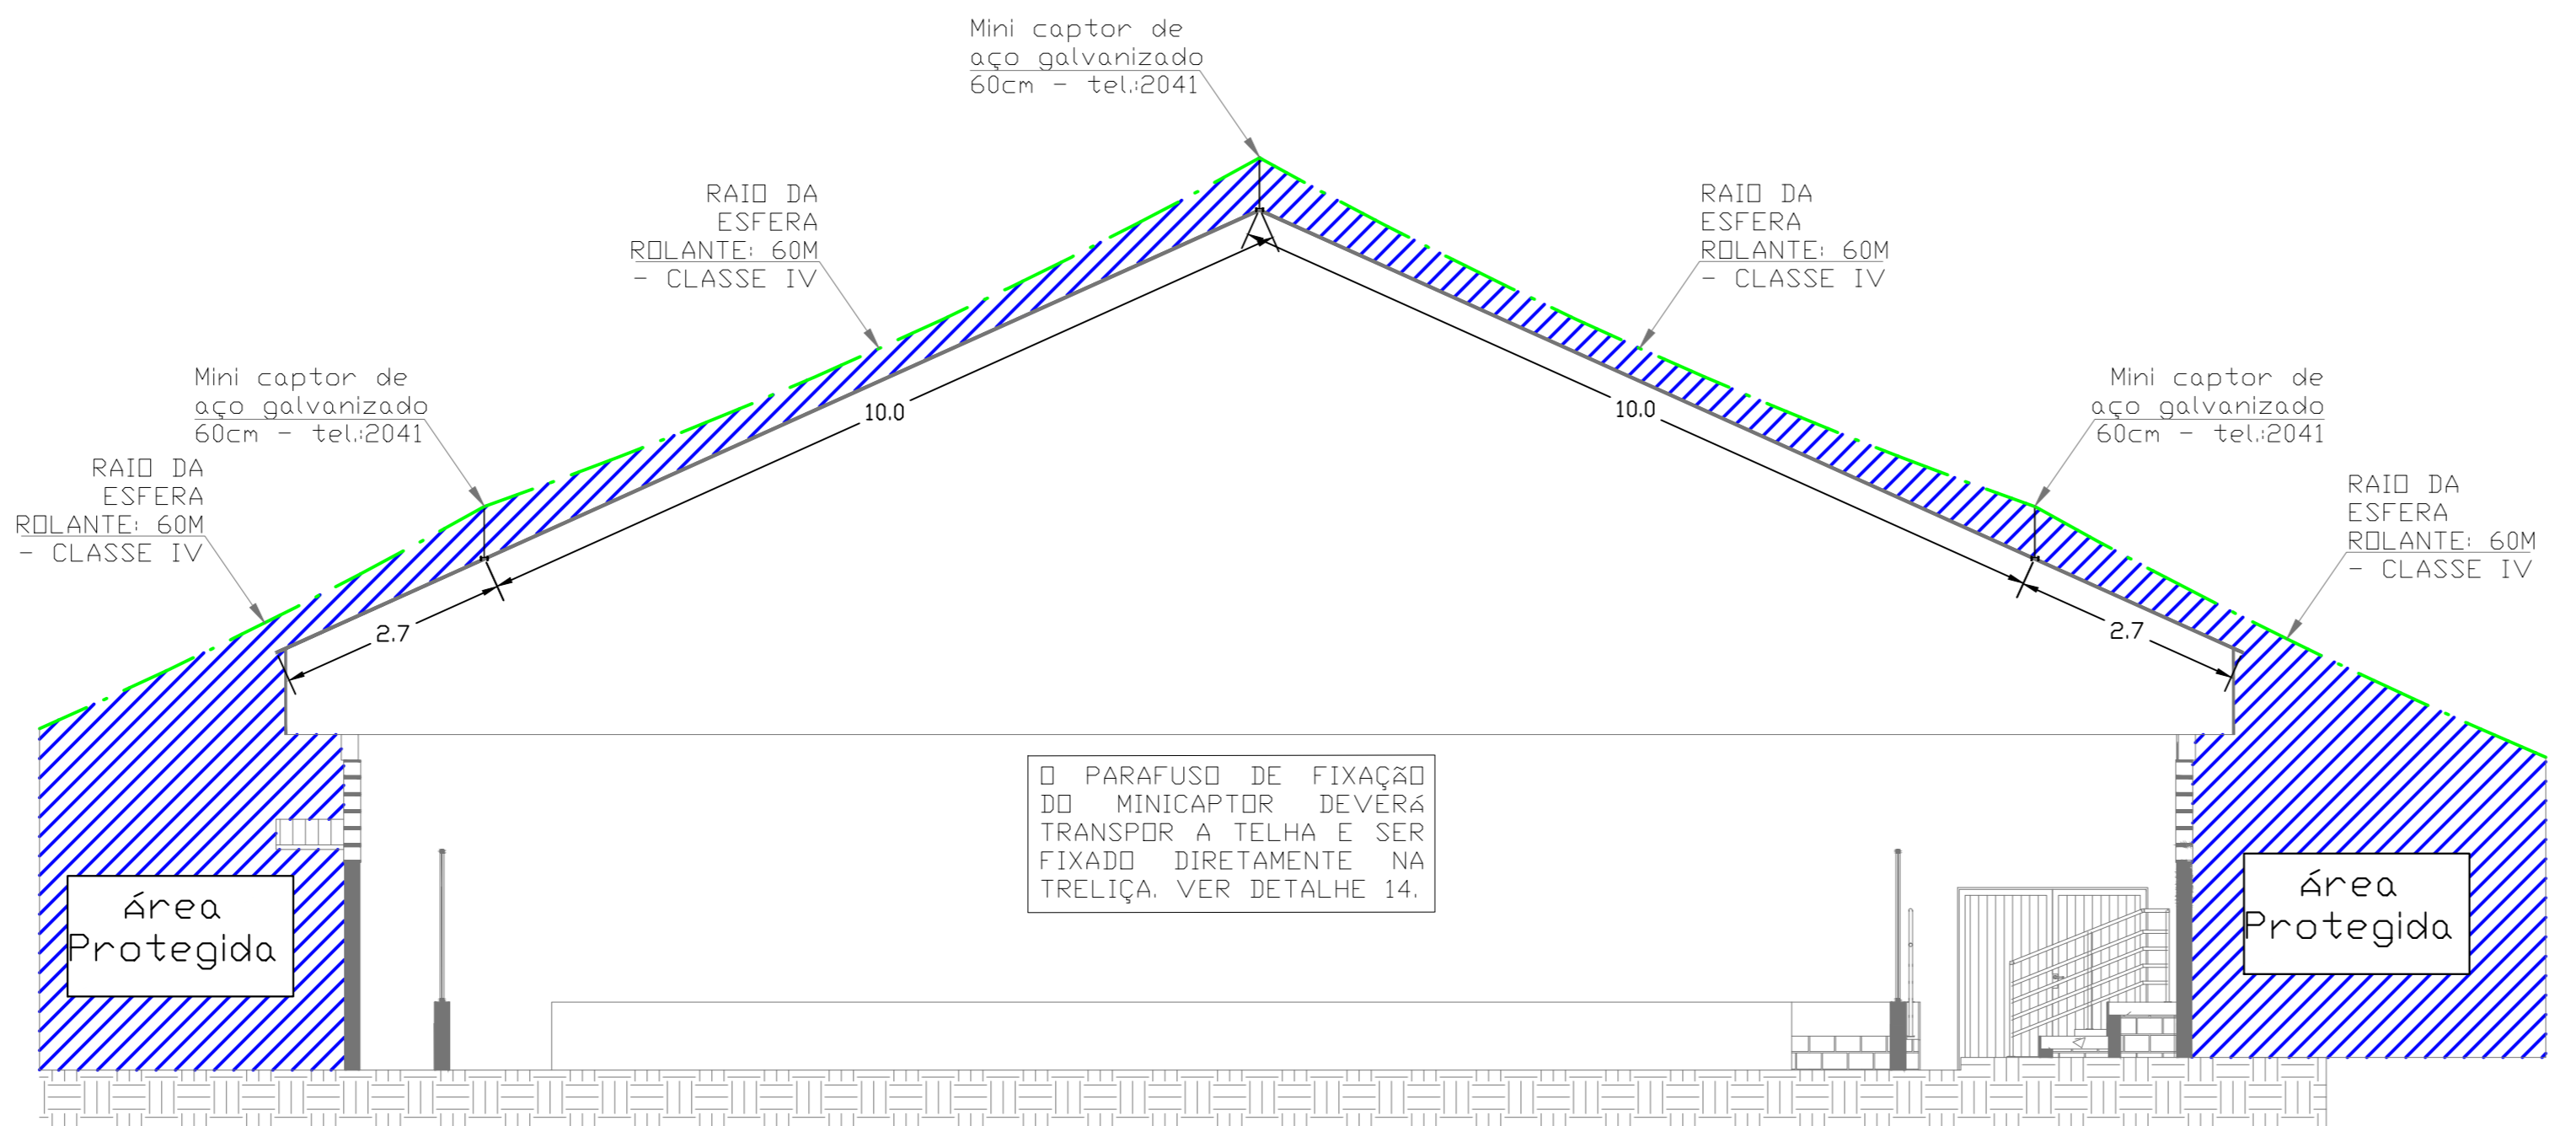 Mini captor de
aço galvanizado
60cm - tel.:2041
RAIO DA
ESFERA
ROLANTE: 60M
- CLASSE IV
RAIO DA
ESFERA
ROLANTE: 60M
- CLASSE IV
Mini captor de
aço galvanizado
60cm - tel.:2041
Mini captor de
aço galvanizado
60cm - tel.:2041
10.0
10.0
RAIO DA
ESFERA
ROLANTE: 60M
- CLASSE IV
RAIO DA
ESFERA
ROLANTE: 60M
- CLASSE IV
2.7
2.7
O PARAFUSO DE FIXAÇÃO
DO MINICAPTOR DEVERá
TRANSPOR A TELHA E SER
FIXADO DIRETAMENTE NA
TRELIÇA. VER DETALHE 14.
área
Protegida
área
Protegida